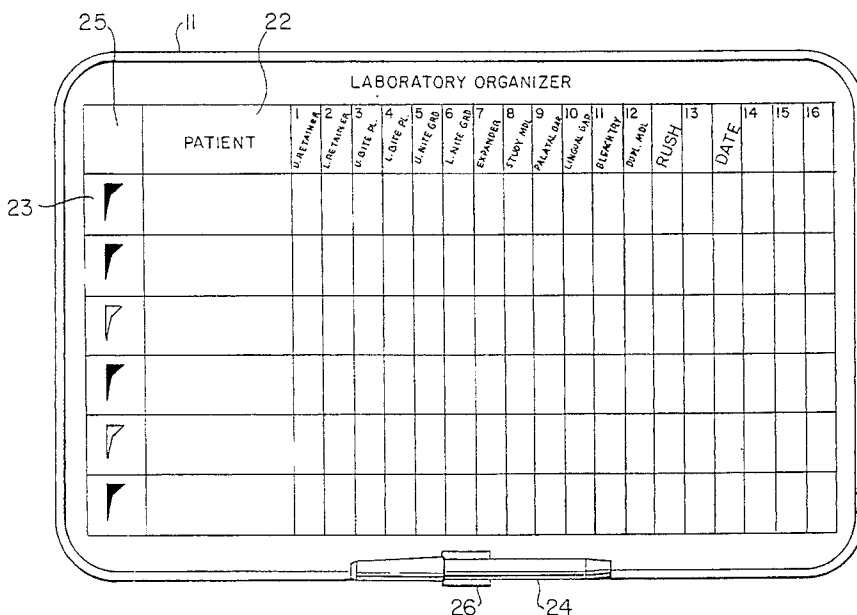 25
11
22
LABORATORY ORGANIZER
PATIENT
1 U. RETAINER
2 L. RETAINER
3 U. BITE PL.
4 L. BITE PL.
5 U. NITE GRD
6 L. NITE GRD
7 EXPANDER
8 STUDY MDL
9 PALATAL BAR
10 LINGUAL BAR
11 BLEACH TRY
12 DUPL. MDL
RUSH
13
DATE
14
15
16
23
26
24